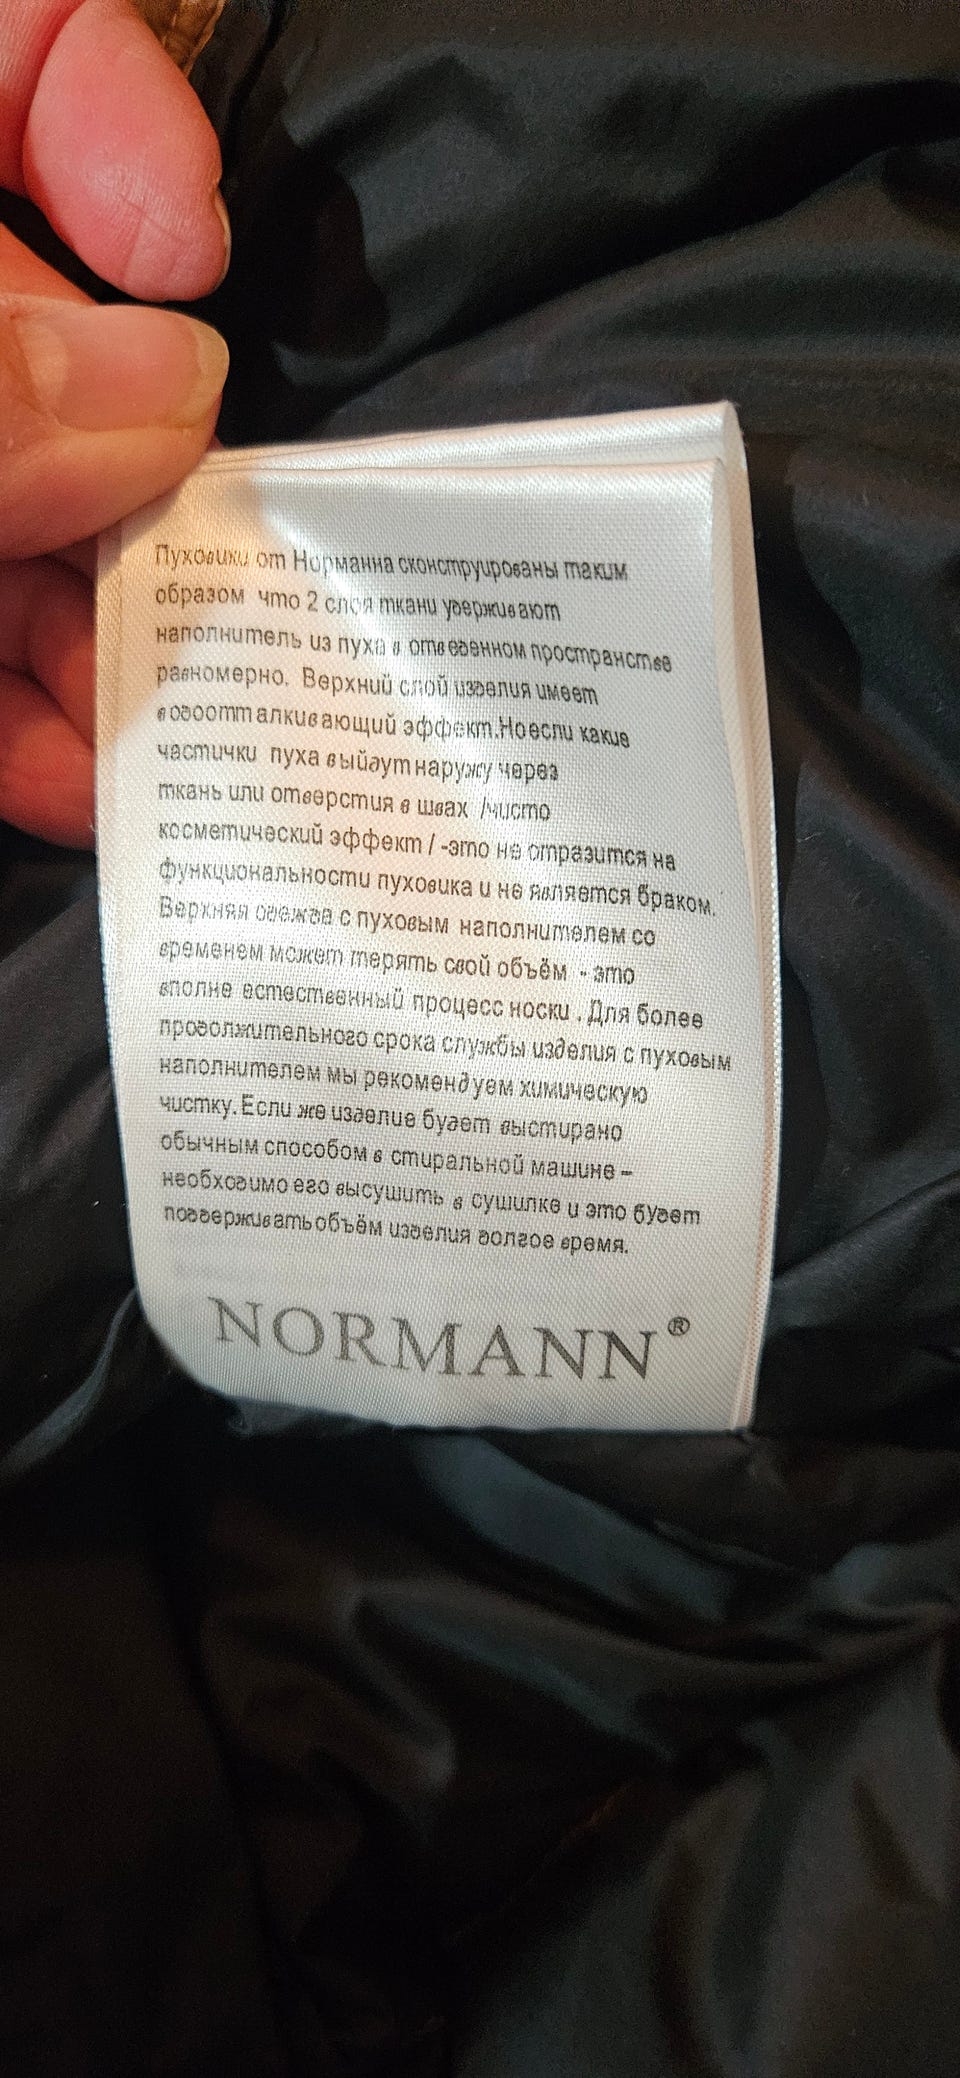 Пуховики от Норманна сконструированы таким
образом что 2 слоя ткани удерживают
наполнитель из пуха в отведенном пространстве
равномерно. Верхний слой изделия имеет
водоотталкивающий эффект.Но если какие
частички пуха выйдут наружу через
ткань или отверстия в швах /чисто
косметический эффект / -это не отразится на
функциональности пуховика и не является браком.
Верхняя одежда с пуховым наполнителем со
временем может терять свой объём - это
вполне естественный процесс носки . Для более
продолжительного срока службы изделия с пуховым
наполнителем мы рекомендуем химическую
чистку. Если же изделие будет выстирано
обычным способом в стиральной машине –
необходимо его высушить в сушилке и это будет
поддерживать объём изделия долгое время.
NORMANN®